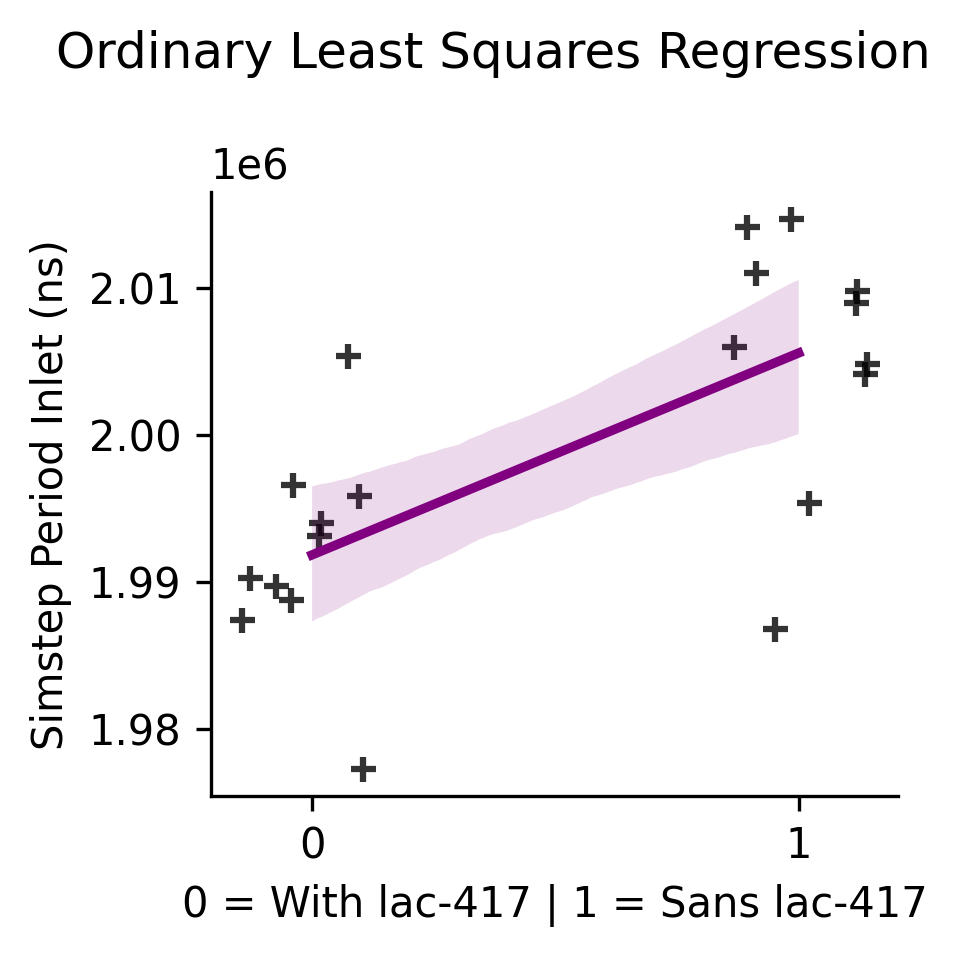 Ordinary Least Squares Regression
1e6
Simstep Period Inlet (ns)
2.01
2.00
1.99
1.98
0 1
0 = With lac-417 | 1 = Sans lac-417